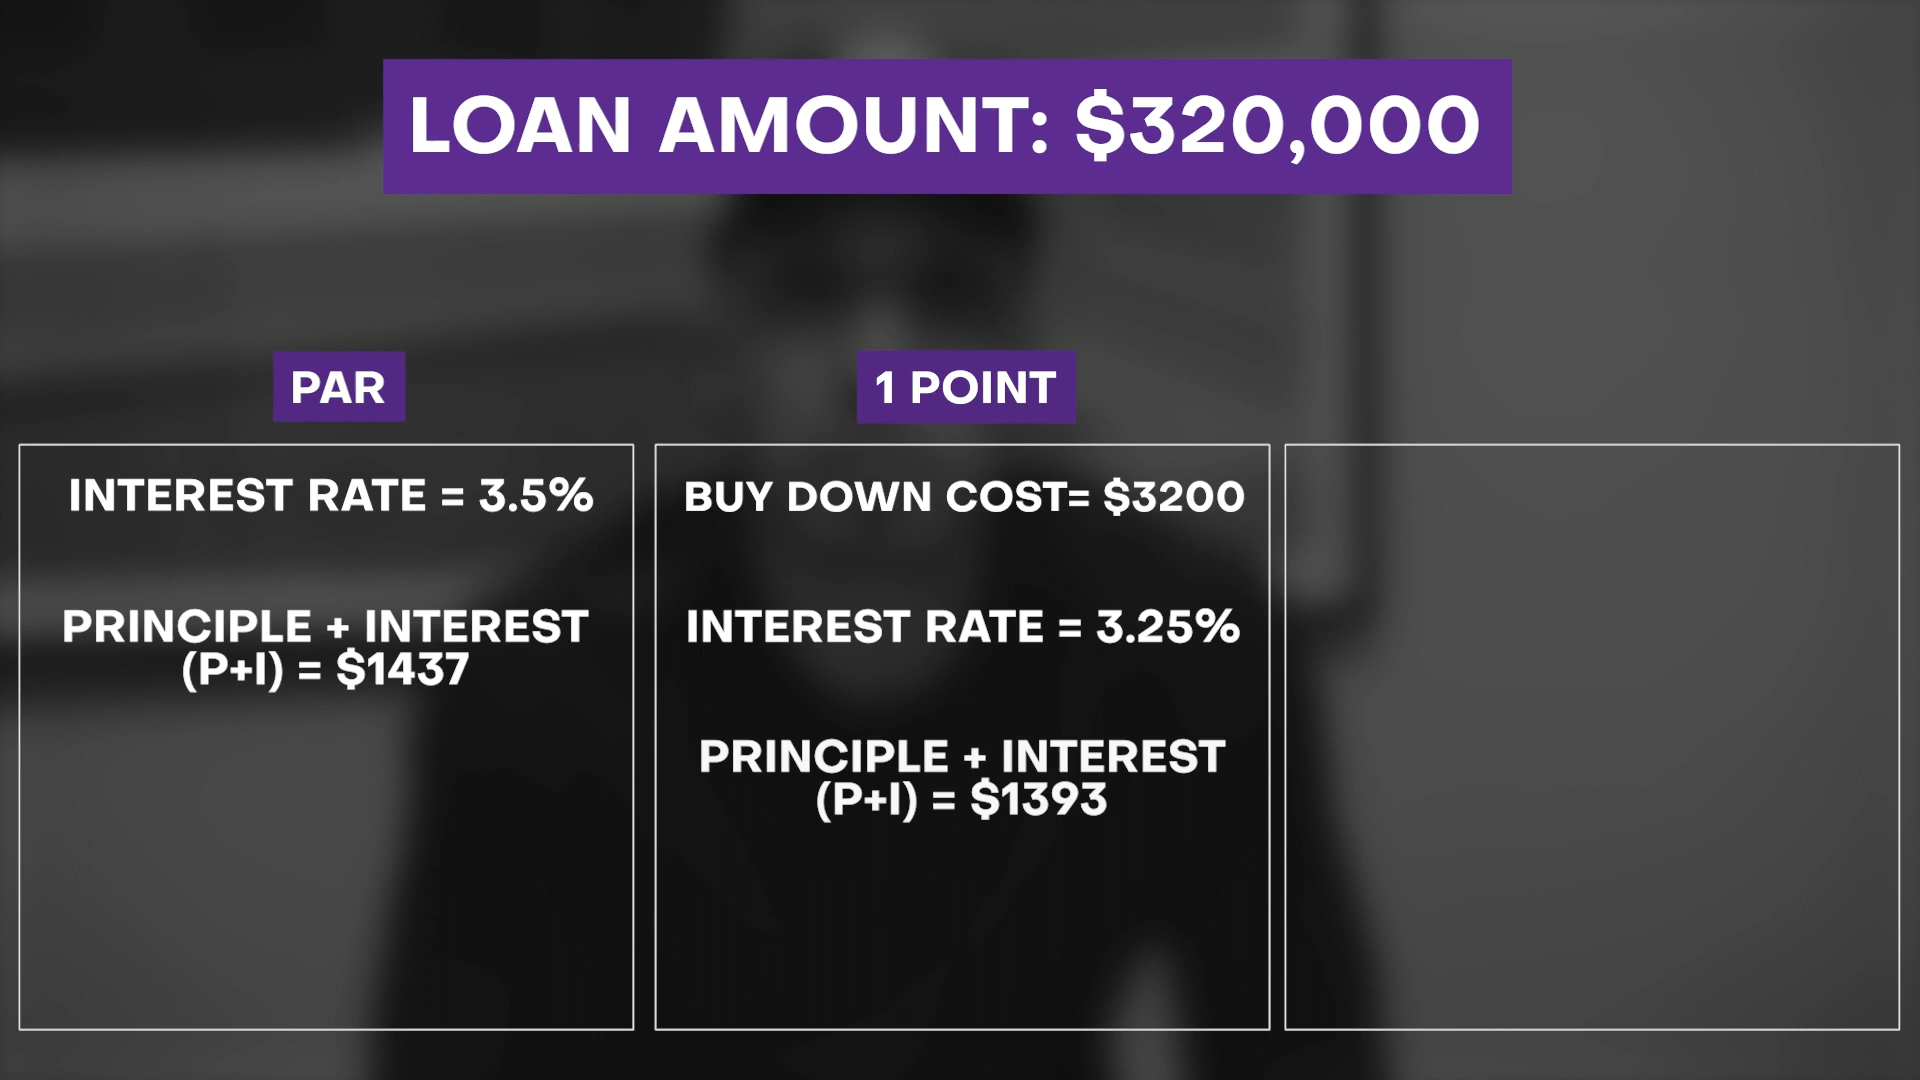 LOAN AMOUNT: $320,000
PAR
INTEREST RATE = 3.5%
PRINCIPLE + INTEREST
(P+I) = $1437
1 POINT
BUY DOWN COST= $3200
INTEREST RATE = 3.25%
PRINCIPLE + INTEREST
(P+I) = $1393